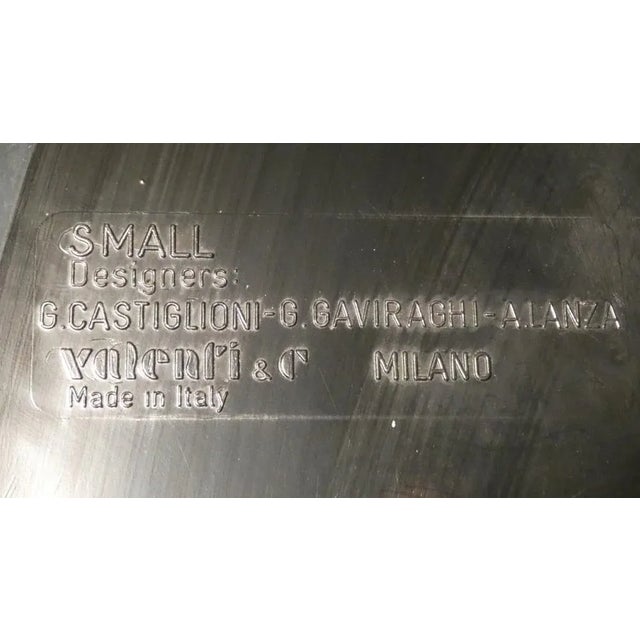 SMALL
Designers:
G.CASTIGLIONI-G.GAVIRAGHI-A.LANZA
valenti & C MILANO
Made in Italy